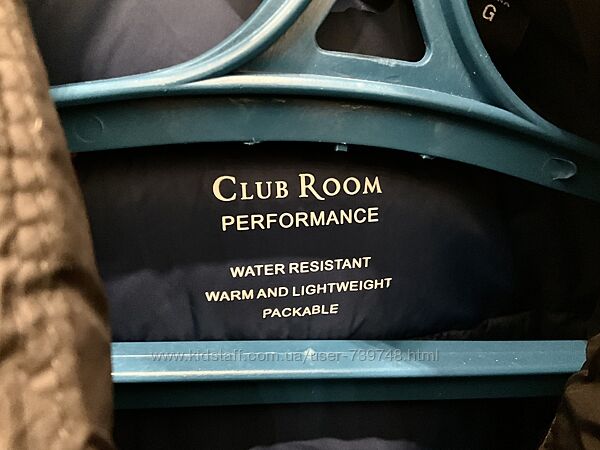 G
CLUB ROOM
PERFORMANCE
WATER RESISTANT
WARM AND LIGHTWEIGHT
PACKABLE
www.kidstaff.com.ua/user-739748.html